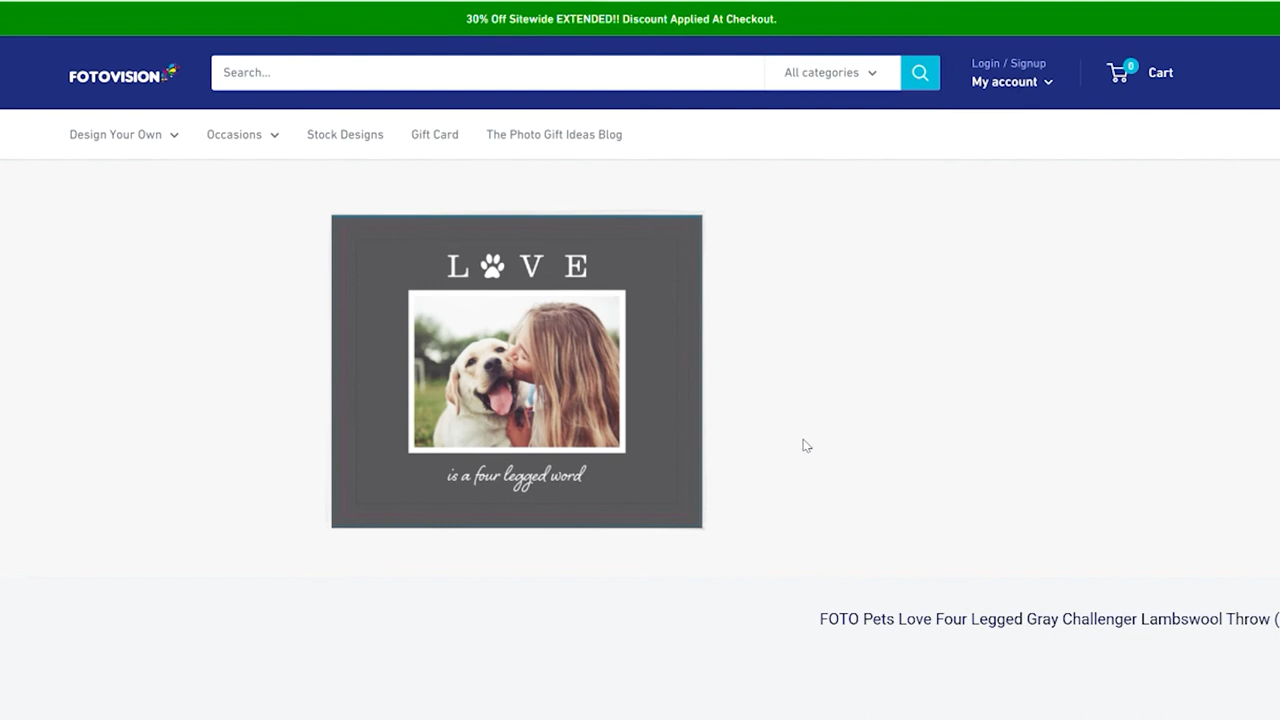 30% Off Sitewide EXTENDED!! Discount Applied At Checkout.
FOTOVISION
Search...
All categories
Login / Signup
My account
0
Cart
Design Your Own
Occasions
Stock Designs
Gift Card
The Photo Gift Ideas Blog
L VE
is a four legged word
FOTO Pets Love Four Legged Gray Challenger Lambswool Throw (